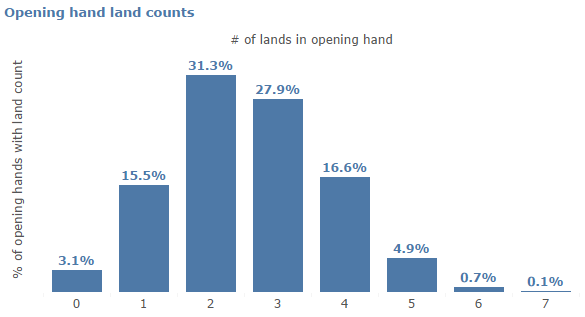 Opening hand land counts
# of lands in opening hand
% of opening hands with land count
3.1%
15.5%
31.3%
27.9%
16.6%
4.9%
0.7%
0.1%
0 1 2 3 4 5 6 7